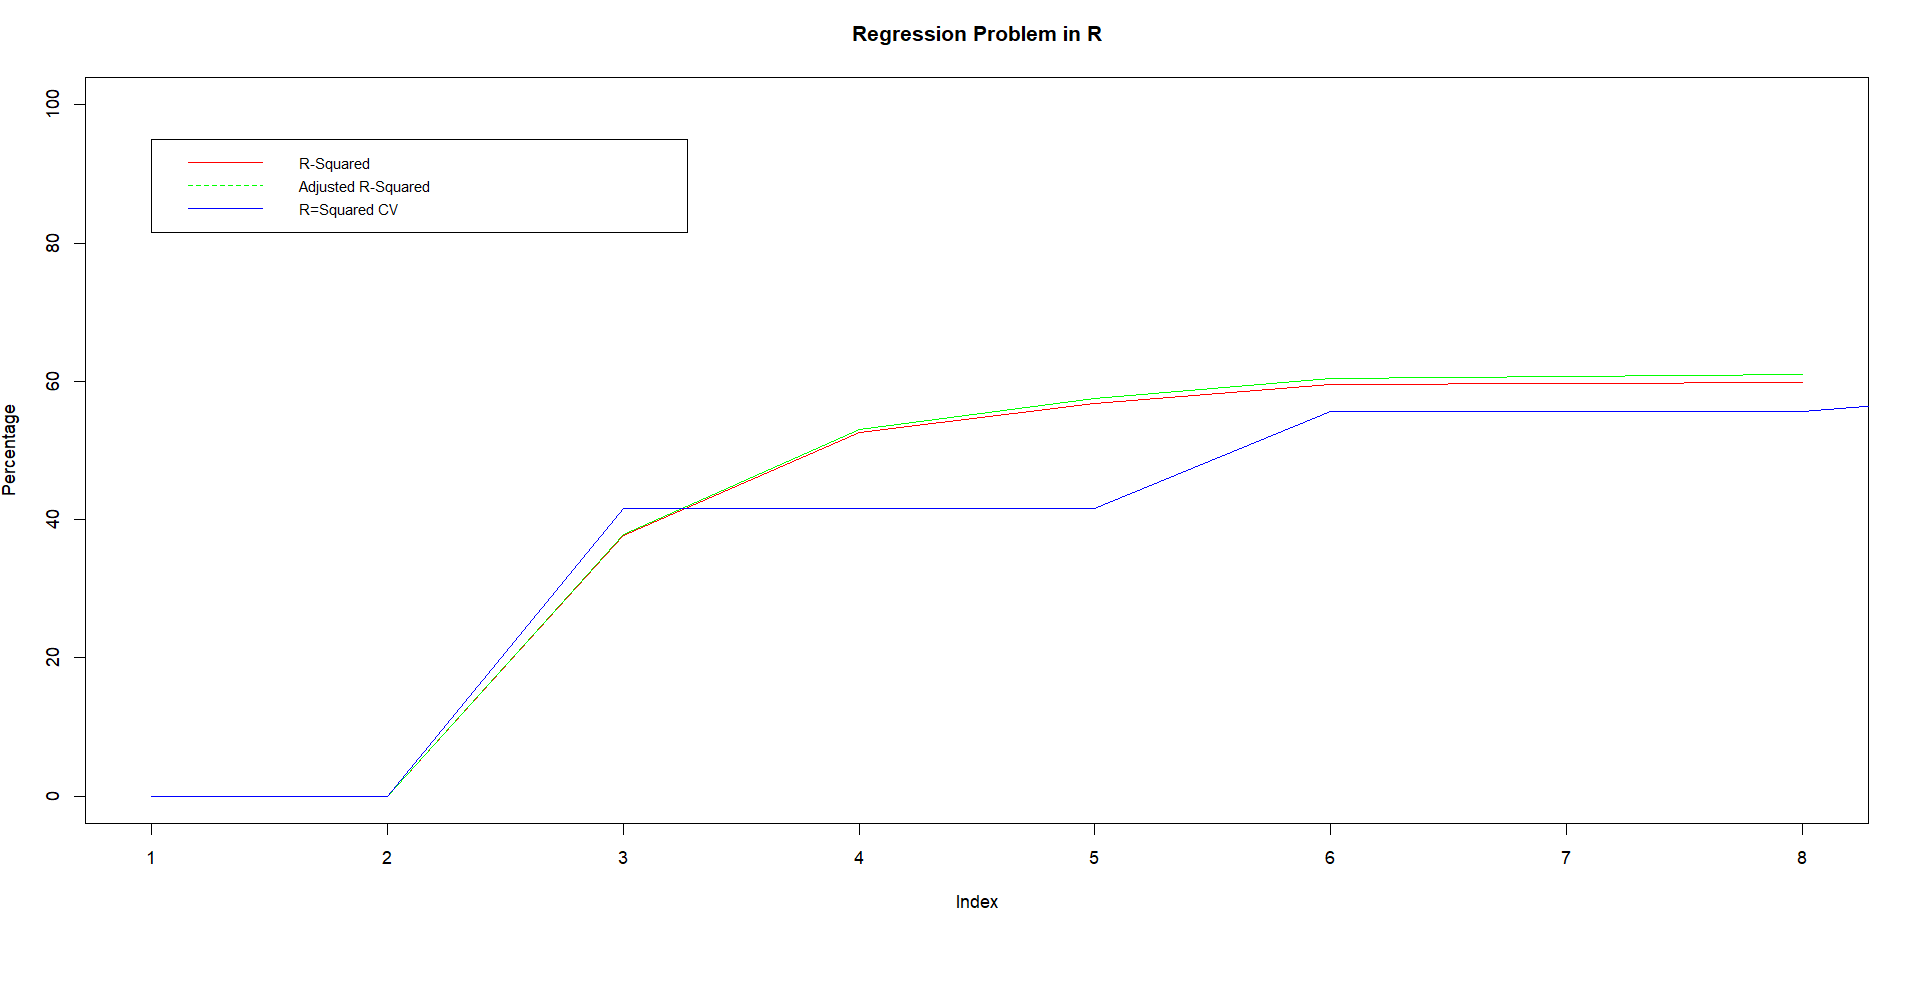 Regression Problem in R
100
80
60
40
20
0
Percentage
R-Squared
Adjusted R-Squared
R=Squared CV
1 2 3 4 5 6 7 8
Index